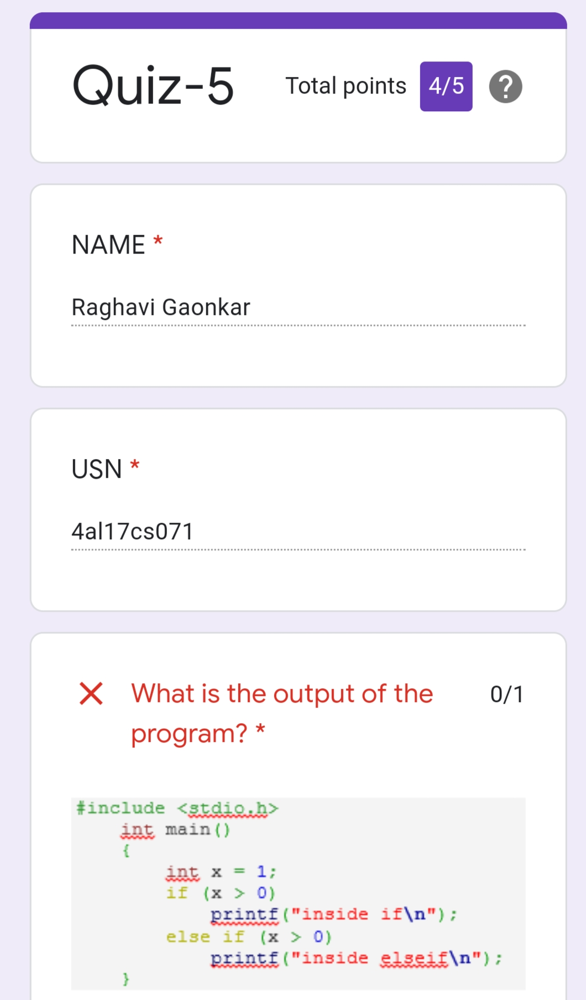 Quiz-5 Total points 4/5 ?
NAME *
Raghavi Gaonkar
USN *
4al17cs071
What is the output of the 0/1
program? *
#include <stdio.h>
int main()
{
int x = 1;
if (x > 0)
printf("inside if\n");
else if (x > 0)
printf("inside elseif\n");
}